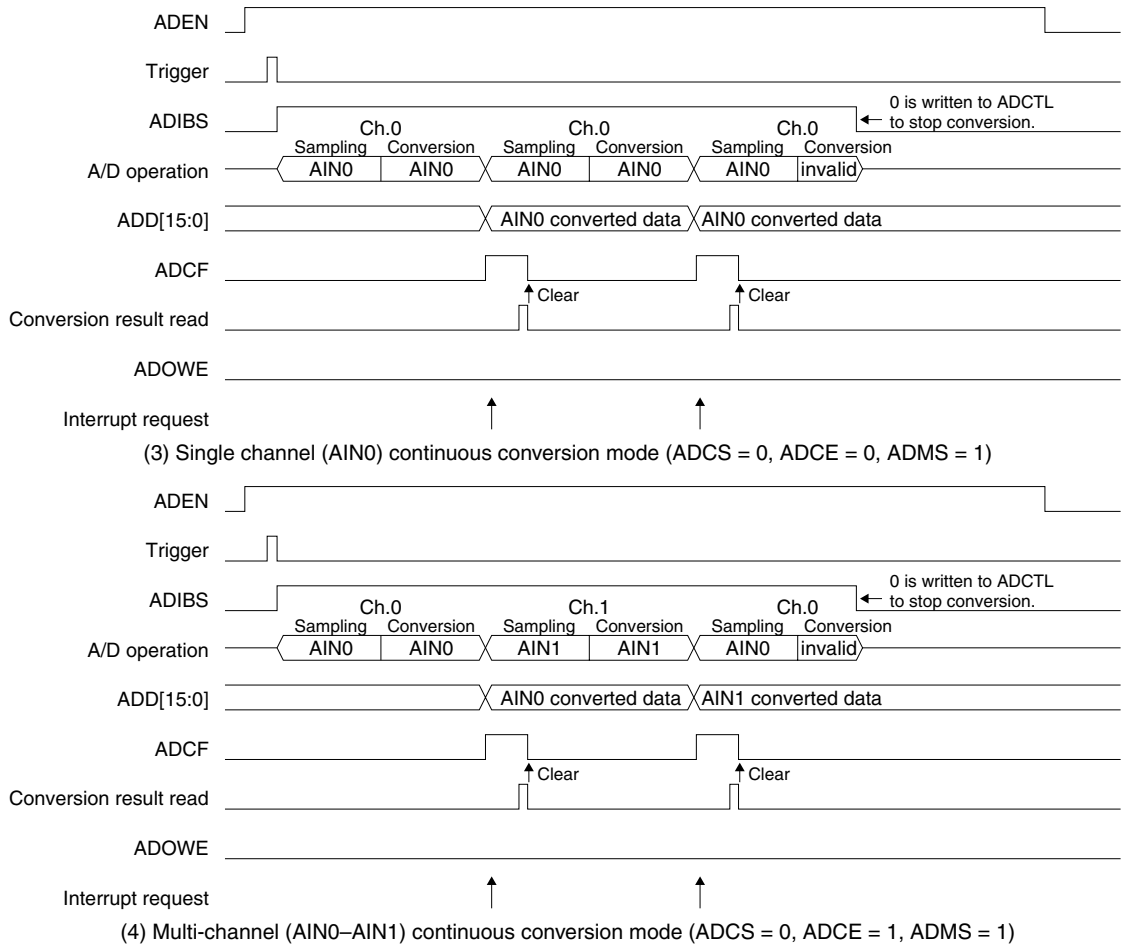 ADEN
Trigger
ADIBS
0 is written to ADCTL
to stop conversion.
Ch.0 Ch.0 Ch.0
Sampling Conversion Sampling Conversion Sampling Conversion
A/D operation AIN0 AIN0 AIN0 AIN0 AIN0 invalid
ADD[15:0] AIN0 converted data AIN0 converted data
ADCF
Clear Clear
Conversion result read
ADOWE
Interrupt request
(3) Single channel (AIN0) continuous conversion mode (ADCS = 0, ADCE = 0, ADMS = 1)
ADEN
Trigger
ADIBS
0 is written to ADCTL
to stop conversion.
Ch.0 Ch.1 Ch.0
Sampling Conversion Sampling Conversion Sampling Conversion
A/D operation AIN0 AIN0 AIN1 AIN1 AIN0 invalid
ADD[15:0] AIN0 converted data AIN1 converted data
ADCF
Clear Clear
Conversion result read
ADOWE
Interrupt request
(4) Multi-channel (AIN0–AIN1) continuous conversion mode (ADCS = 0, ADCE = 1, ADMS = 1)